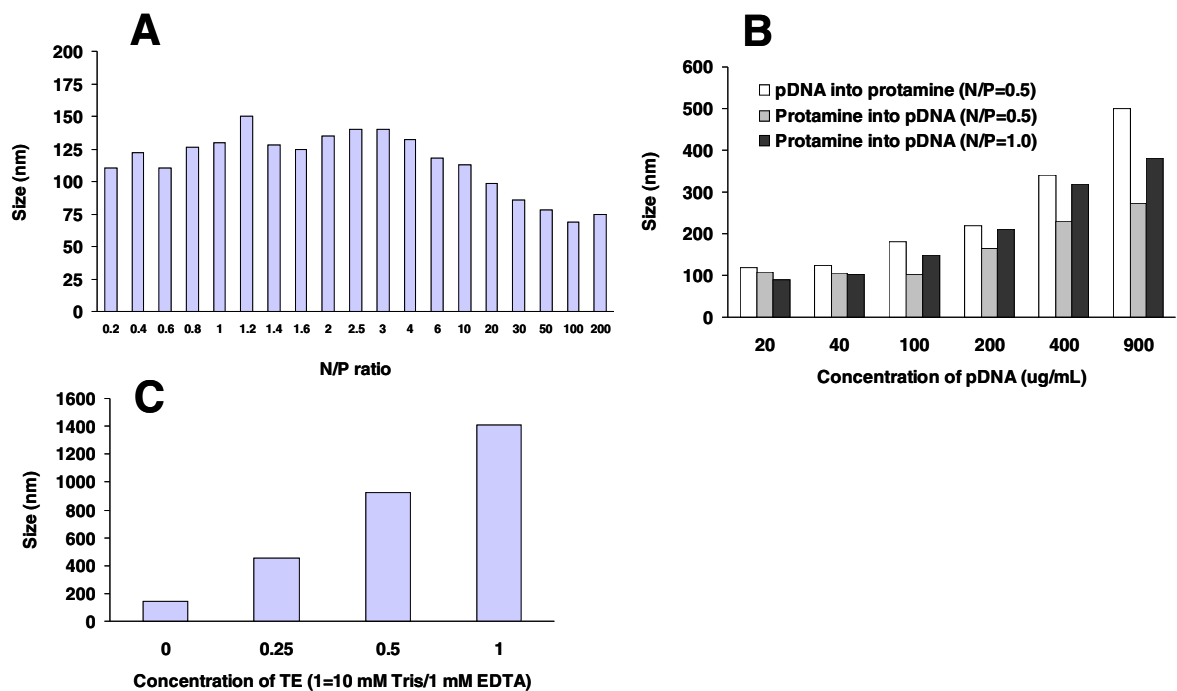 A
200
175
150
125
100
75
50
25
0
Size (nm)
0.2 0.4 0.6 0.8 1 1.2 1.4 1.6 2 2.5 3 4 6 10 20 30 50 100 200
N/P ratio
B
600
500
400
300
200
100
0
Size (nm)
pDNA into protamine (N/P=0.5)
Protamine into pDNA (N/P=0.5)
Protamine into pDNA (N/P=1.0)
20 40 100 200 400 900
Concentration of pDNA (ug/mL)
C
1600
1400
1200
1000
800
600
400
200
0
Size (nm)
0 0.25 0.5 1
Concentration of TE (1=10 mM Tris/1 mM EDTA)